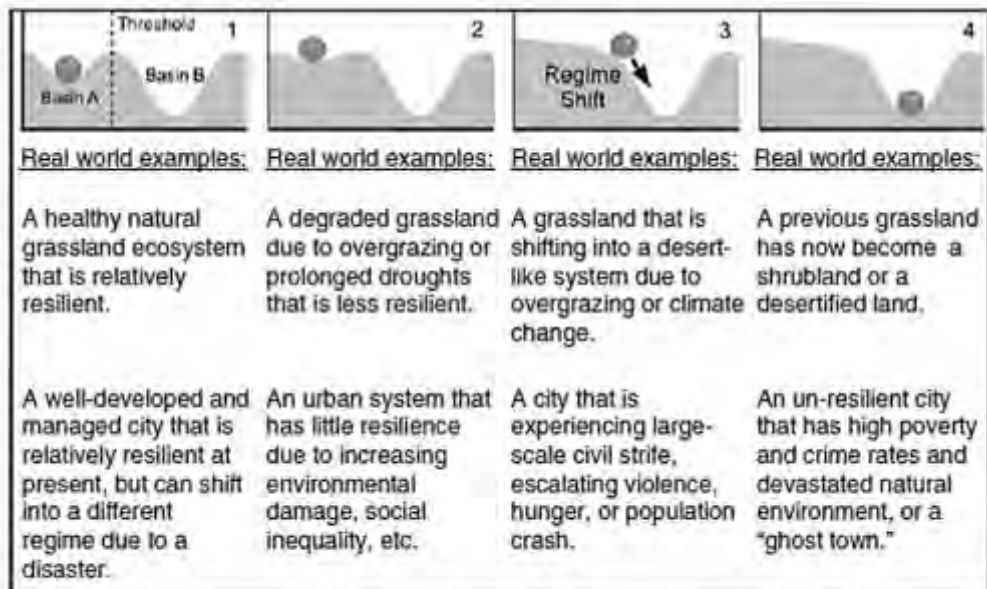 Threshold 1
Basin A
Basin B
2
3
Regime
Shift
4
Real world examples: Real world examples: Real world examples: Real world examples:
A healthy natural
grassland ecosystem
that is relatively
resilient.
A degraded grassland
due to overgrazing or
prolonged droughts
that is less resilient.
A grassland that is
shifting into a desert-
like system due to
overgrazing or climate
change.
A previous grassland
has now become a
shrubland or a
desertified land.
A well-developed and
managed city that is
relatively resilient at
present, but can shift
into a different
regime due to a
disaster.
An urban system that
has little resilience
due to increasing
environmental
damage, social
inequality, etc.
A city that is
experiencing large-
scale civil strife,
escalating violence,
hunger, or population
crash.
An un-resilient city
that has high poverty
and crime rates and
devastated natural
environment, or a
“ghost town.”